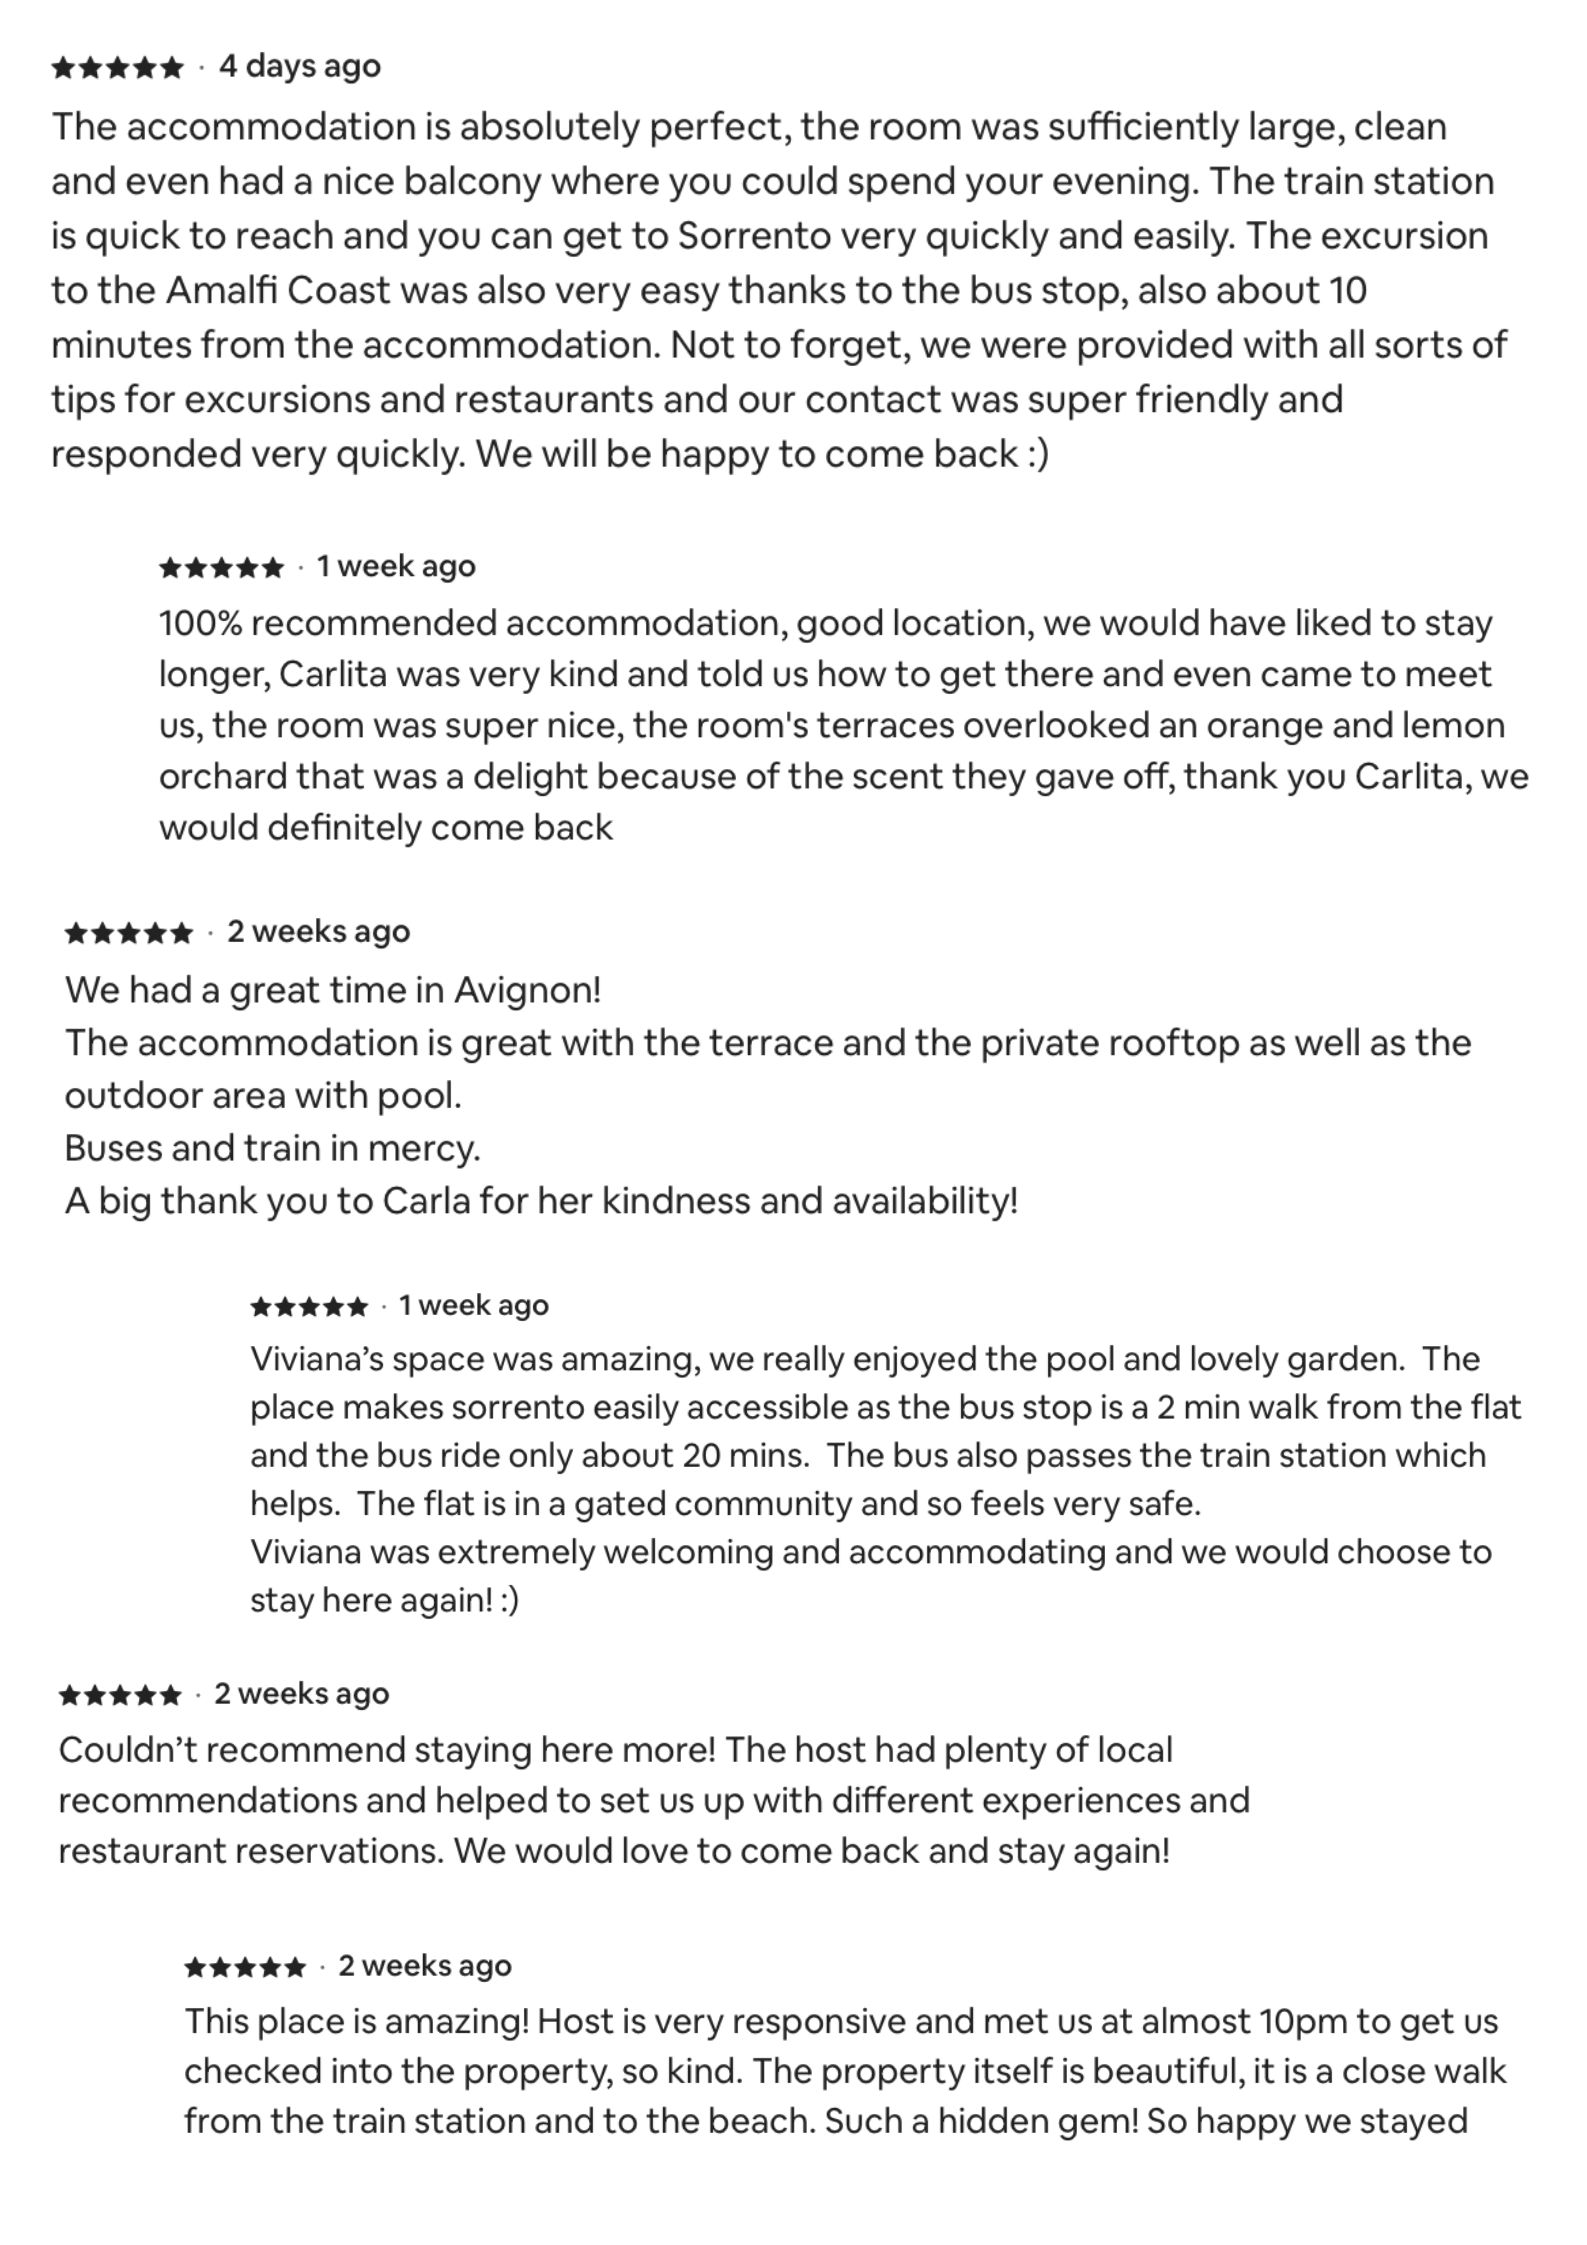 ★★★★★ · 4 days ago
The accommodation is absolutely perfect, the room was sufficiently large, clean
and even had a nice balcony where you could spend your evening. The train station
is quick to reach and you can get to Sorrento very quickly and easily. The excursion
to the Amalfi Coast was also very easy thanks to the bus stop, also about 10
minutes from the accommodation. Not to forget, we were provided with all sorts of
tips for excursions and restaurants and our contact was super friendly and
responded very quickly. We will be happy to come back :)
★★★★★ · 1 week ago
100% recommended accommodation, good location, we would have liked to stay
longer, Carlita was very kind and told us how to get there and even came to meet
us, the room was super nice, the room's terraces overlooked an orange and lemon
orchard that was a delight because of the scent they gave off, thank you Carlita, we
would definitely come back
★★★★★ · 2 weeks ago
We had a great time in Avignon!
The accommodation is great with the terrace and the private rooftop as well as the
outdoor area with pool.
Buses and train in mercy.
A big thank you to Carla for her kindness and availability!
★★★★★ · 1 week ago
Viviana’s space was amazing, we really enjoyed the pool and lovely garden.  The
place makes sorrento easily accessible as the bus stop is a 2 min walk from the flat
and the bus ride only about 20 mins.  The bus also passes the train station which
helps.  The flat is in a gated community and so feels very safe.
Viviana was extremely welcoming and accommodating and we would choose to
stay here again! :)
★★★★★ · 2 weeks ago
Couldn’t recommend staying here more! The host had plenty of local
recommendations and helped to set us up with different experiences and
restaurant reservations. We would love to come back and stay again!
★★★★★ · 2 weeks ago
This place is amazing! Host is very responsive and met us at almost 10pm to get us
checked into the property, so kind. The property itself is beautiful, it is a close walk
from the train station and to the beach. Such a hidden gem! So happy we stayed